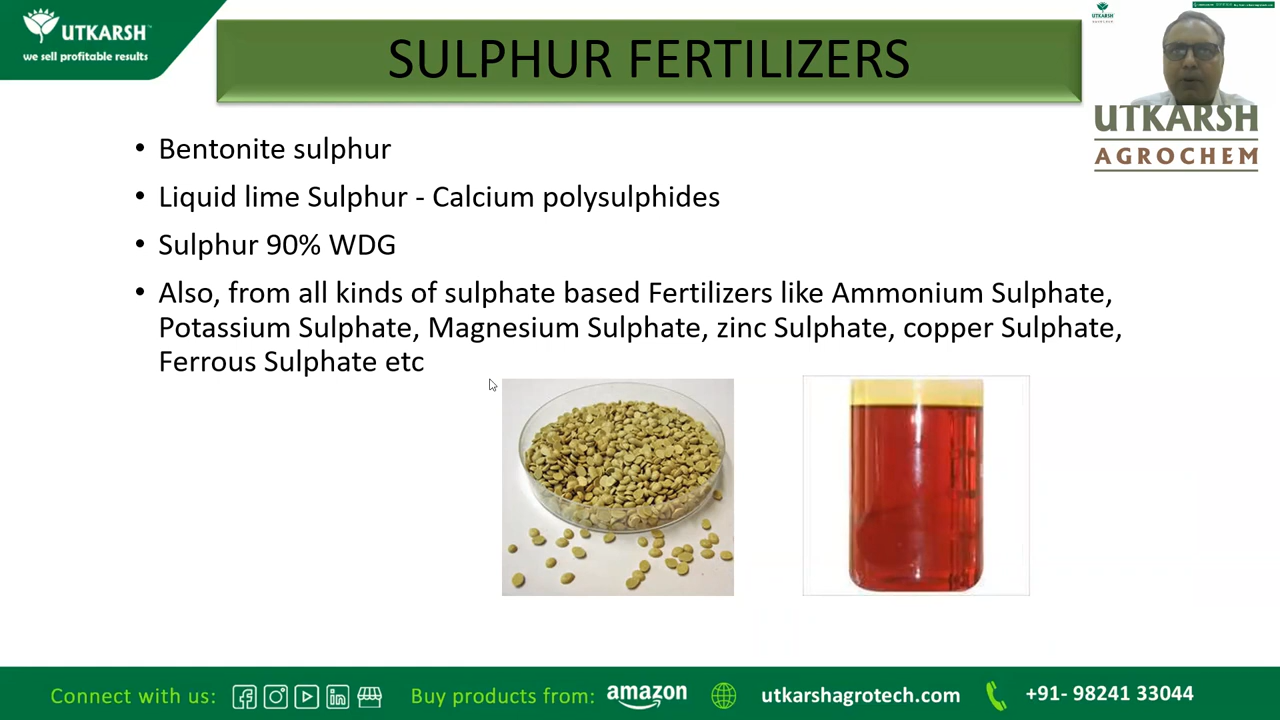 UTKARSH
we sell profitable results
SULPHUR FERTILIZERS
UTKARSH
UTKARSH
AGROCHEM
• Bentonite sulphur
• Liquid lime Sulphur - Calcium polysulphides
• Sulphur 90% WDG
• Also, from all kinds of sulphate based Fertilizers like Ammonium Sulphate,
Potassium Sulphate, Magnesium Sulphate, zinc Sulphate, copper Sulphate,
Ferrous Sulphate etc
Connect with us:
Buy products from: amazon
utkarshagrotech.com
+91- 98241 33044